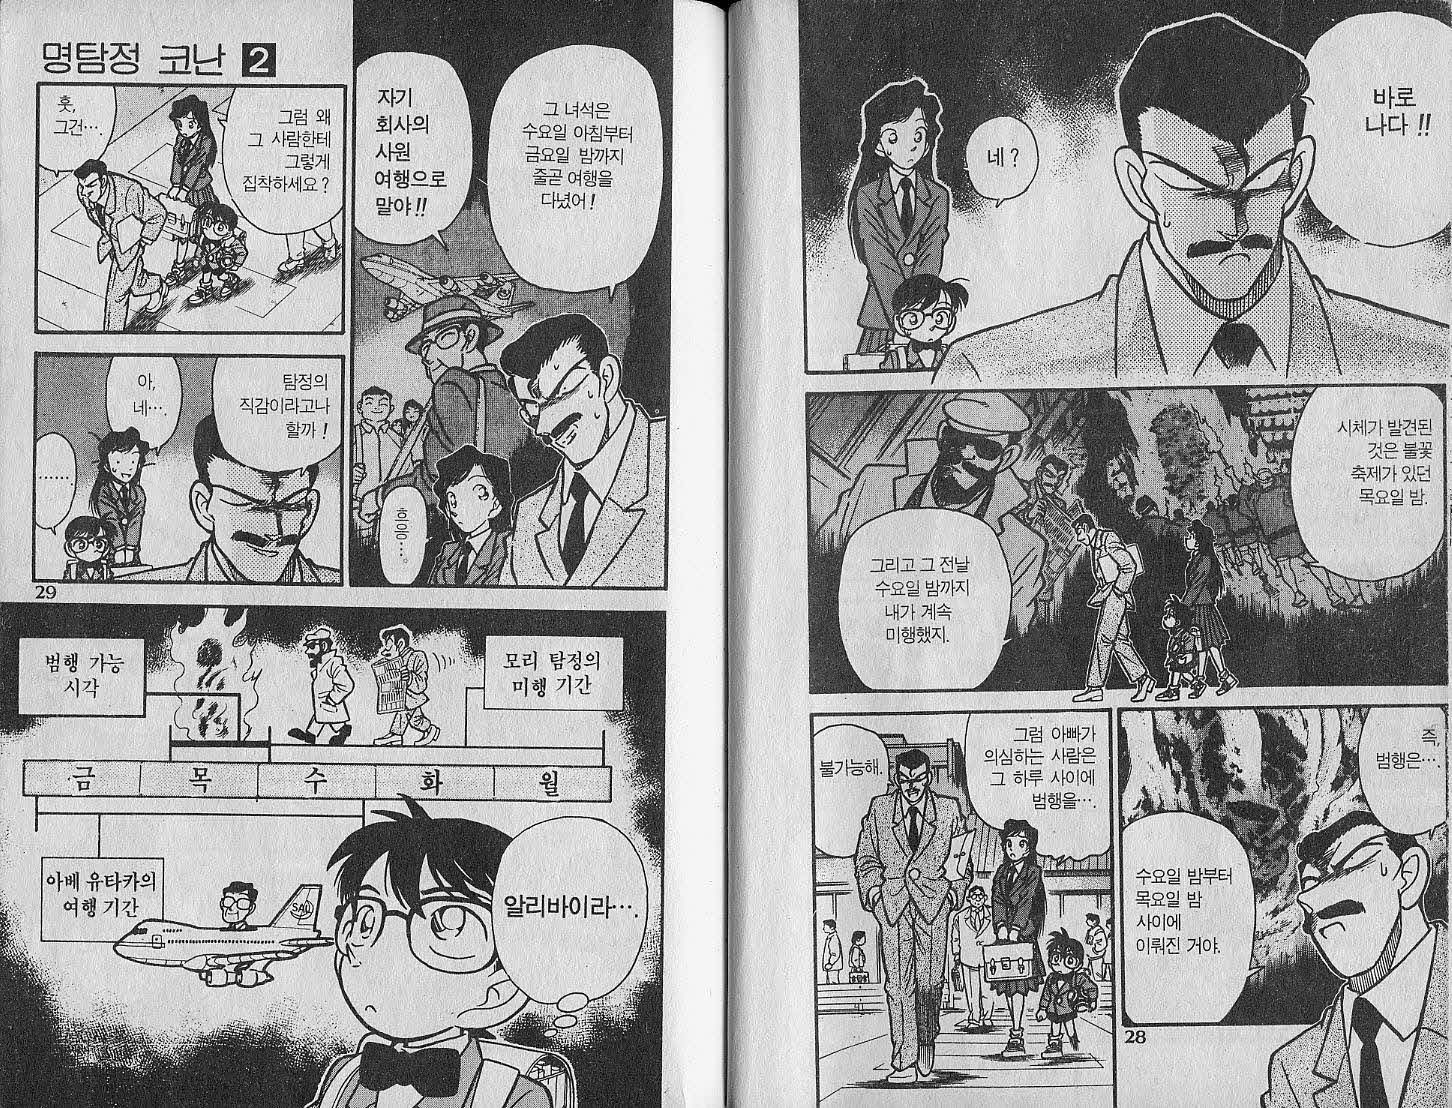 바로
나다 !!
네 ?
시체가 발견된
것은 불꽃
축제가 있던
목요일 밤.
그리고 그 전날
수요일 밤까지
내가 계속
미행했지.
즉,
범행은….
수요일 밤부터
목요일 밤
사이에
이뤄진 거야.
그럼 아빠가
의심하는 사람은
그 하루 사이에
범행을….
불가능해.
28
명탐정 코난 2
그 녀석은
수요일 아침부터
금요일 밤까지
줄곧 여행을
다녔어 !
자기
회사의
사원
여행으로
말야 !!
흐응….
그럼 왜
그 사람한테
그렇게
집착하세요 ?
훗,
그건….
탐정의
직감이라고나
할까 !
아,
네….
…….
29
모리 탐정의
미행 기간
범행 가능
시각
금 목 수 화 월
아베 유타카의
여행 기간
SAL
알리바이라….